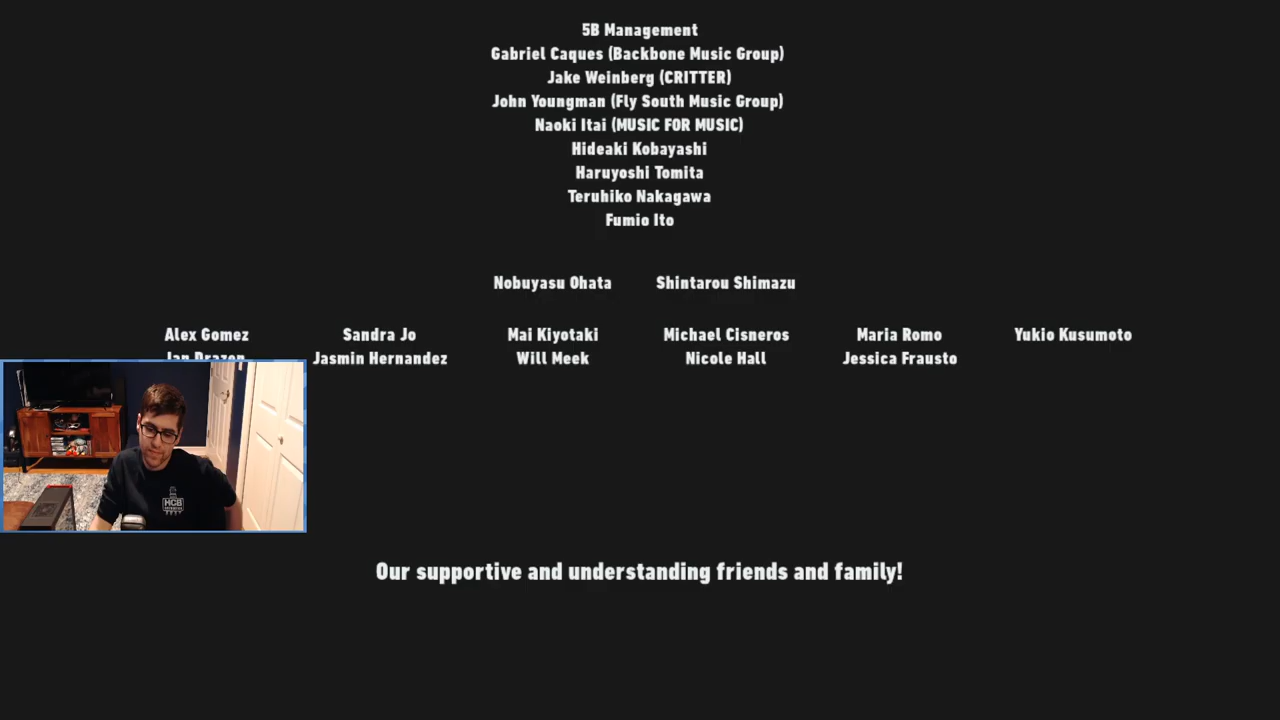 5B Management
Gabriel Caques (Backbone Music Group)
Jake Weinberg (CRITTER)
John Youngman (Fly South Music Group)
Naoki Itai (MUSIC FOR MUSIC)
Hideaki Kobayashi
Haruyoshi Tomita
Teruhiko Nakagawa
Fumio Ito
Nobuyasu Ohata Shintarou Shimazu
Alex Gomez Sandra Jo Mai Kiyotaki Michael Cisneros Maria Romo Yukio Kusumoto
Jasmin Hernandez Will Meek Nicole Hall Jessica Frausto
HCB
Our supportive and understanding friends and family!